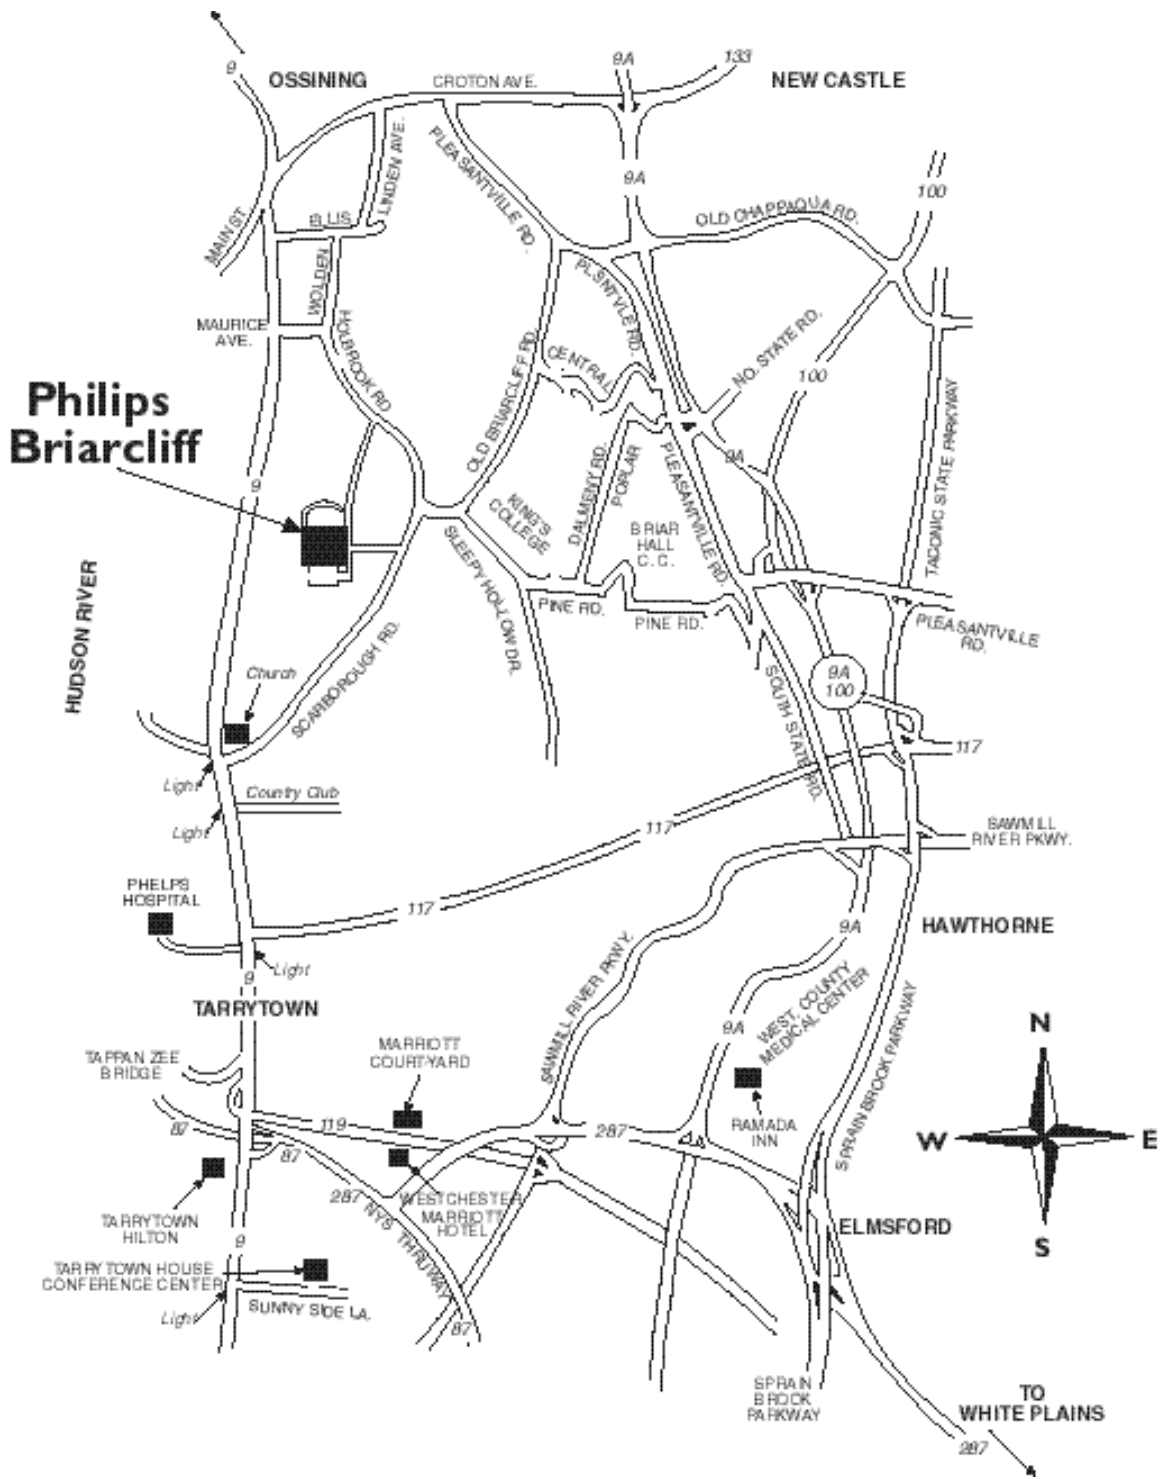 9
OSSINING
CROTON AVE.
9A
133
NEW CASTLE
PLEASANTVILLE RD.
LINDEN AVE.
9A
100
OLD CHAPPAQUA RD.
MAIN ST.
WOLDEN
PLSNTVLE RD.
MAURICE
AVE.
HOLBROOK RD.
OLD BRIARCLIFF RD.
CENTRAL
NO. STATE RD.
100
TACONIC STATE PARKWAY
Philips
Briarcliff
9
KING'S
COLLEGE
DALMENY RD.
POPLAR
PLEASANTVILLE RD.
9A
BRIAR
HALL
C.C.
SLEEPY HOLLOW DR.
HUDSON RIVER
PINE RD.
PINE RD.
PLEASANTVILLE
RD.
SCARBOROUGH RD.
Church
SOUTH STATE RD.
9A
100
117
Light
Country Club
Light
117
SAWMILL
RIVER PKWY.
PHELPS
HOSPITAL
117
9A
HAWTHORNE
Light
9
SAWMILL RIVER PKWY.
WEST. COUNTY
MEDICAL CENTER
TARRYTOWN
9A
SPRAIN BROOK PARKWAY
N
TAPPAN ZEE
BRIDGE
MARRIOTT
COURT-YARD
87
119
287
RAMADA
INN
W
E
87
287
WESTCHESTER
MARRIOTT
HOTEL
NYS THRUWAY
TARRYTOWN
HILTON
ELMSFORD
S
9
TARRYTOWN HOUSE
CONFERENCE CENTER
Light
SUNNY SIDE LA.
87
SPRAIN
BROOK
PARKWAY
TO
WHITE PLAINS
287